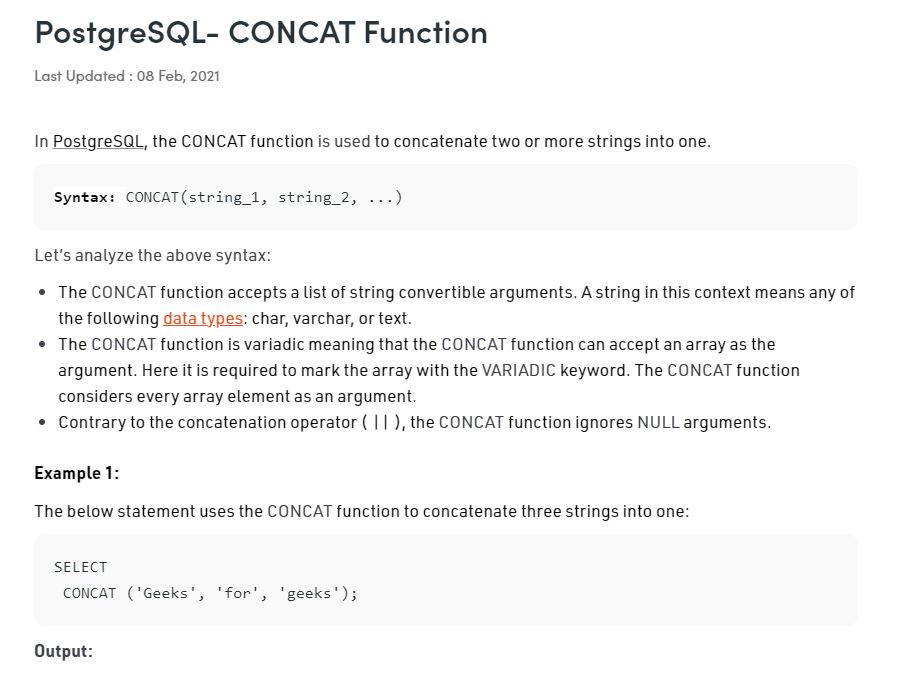 PostgreSQL- CONCAT Function
Last Updated : 08 Feb, 2021
In PostgreSQL, the CONCAT function is used to concatenate two or more strings into one.
Syntax: CONCAT(string_1, string_2, ...)
Let's analyze the above syntax:
• The CONCAT function accepts a list of string convertible arguments. A string in this context means any of
the following data types: char, varchar, or text.
• The CONCAT function is variadic meaning that the CONCAT function can accept an array as the
argument. Here it is required to mark the array with the VARIADIC keyword. The CONCAT function
considers every array element as an argument.
• Contrary to the concatenation operator ( || ), the CONCAT function ignores NULL arguments.
Example 1:
The below statement uses the CONCAT function to concatenate three strings into one:
SELECT
CONCAT ('Geeks', 'for', 'geeks');
Output: